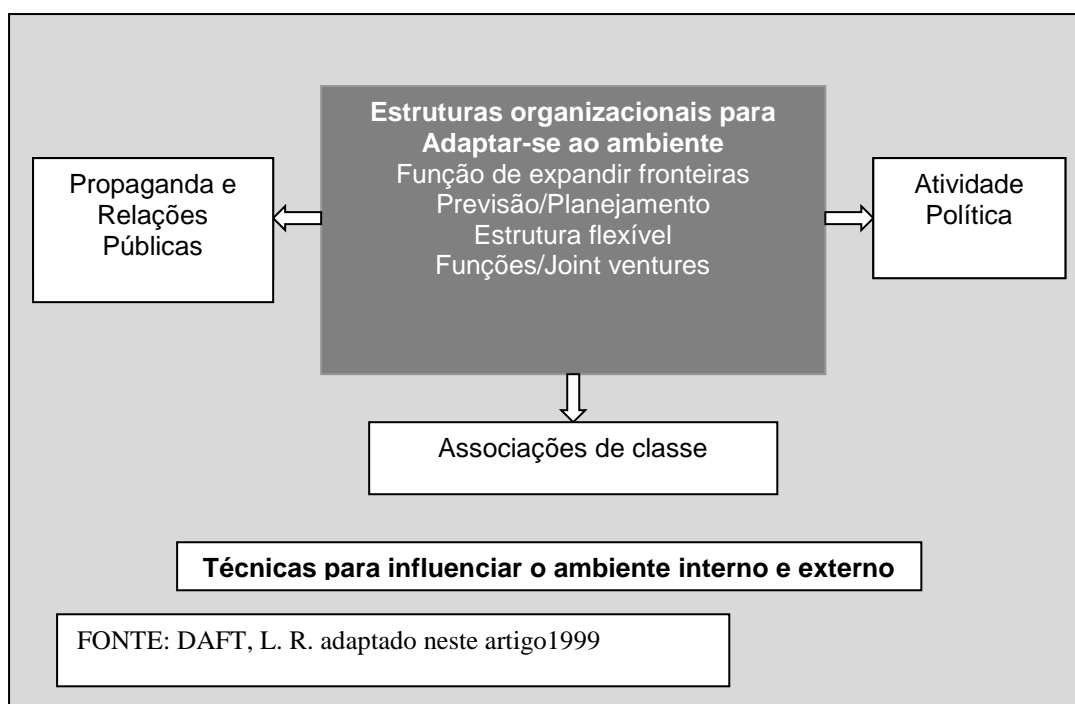 Estruturas organizacionais para
Adaptar-se ao ambiente
Função de expandir fronteiras
Previsão/Planejamento
Estrutura flexível
Funções/Joint ventures
Propaganda e
Relações
Públicas
Atividade
Política
Associações de classe
Técnicas para influenciar o ambiente interno e externo
FONTE: DAFT, L. R. adaptado neste artigo1999